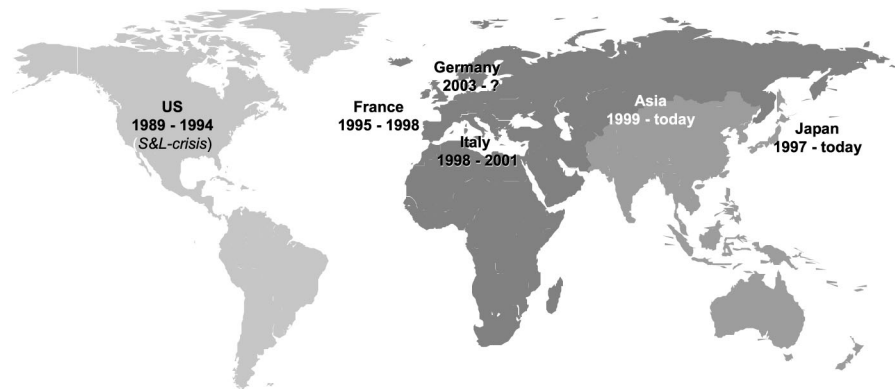 US
1989 - 1994
(S&L-crisis)
France
1995 - 1998
Germany
2003 - ?
Italy
1998 - 2001
Asia
1999 - today
Japan
1997 - today